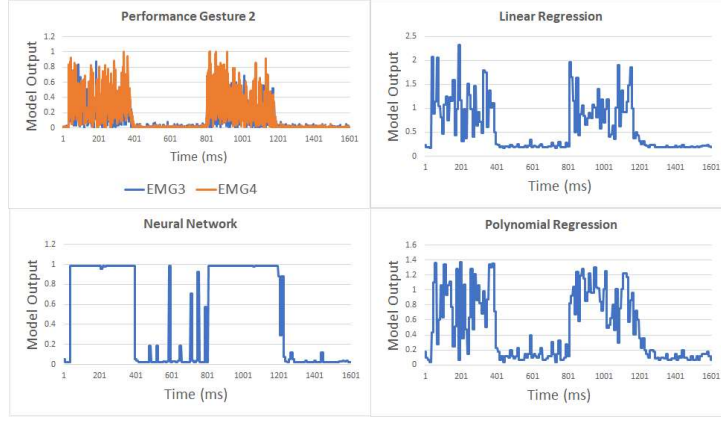 Performance Gesture 2
1.2
1
0.8
0.6
0.4
0.2
0
Model Output
1 201 401 601 801 1001 1201 1401 1601
Time (ms)
EMG3 EMG4
Linear Regression
2.5
2
1.5
1
0.5
0
Model Output
1 201 401 601 801 1001 1201 1401 1601
Time (ms)
Neural Network
1.2
1
0.8
0.6
0.4
0.2
0
Model Output
1 201 401 601 801 1001 1201 1401 1601
Time (ms)
Polynomial Regression
1.6
1.4
1.2
1
0.8
0.6
0.4
0.2
0
Model Output
1 201 401 601 801 1001 1201 1401 1601
Time (ms)